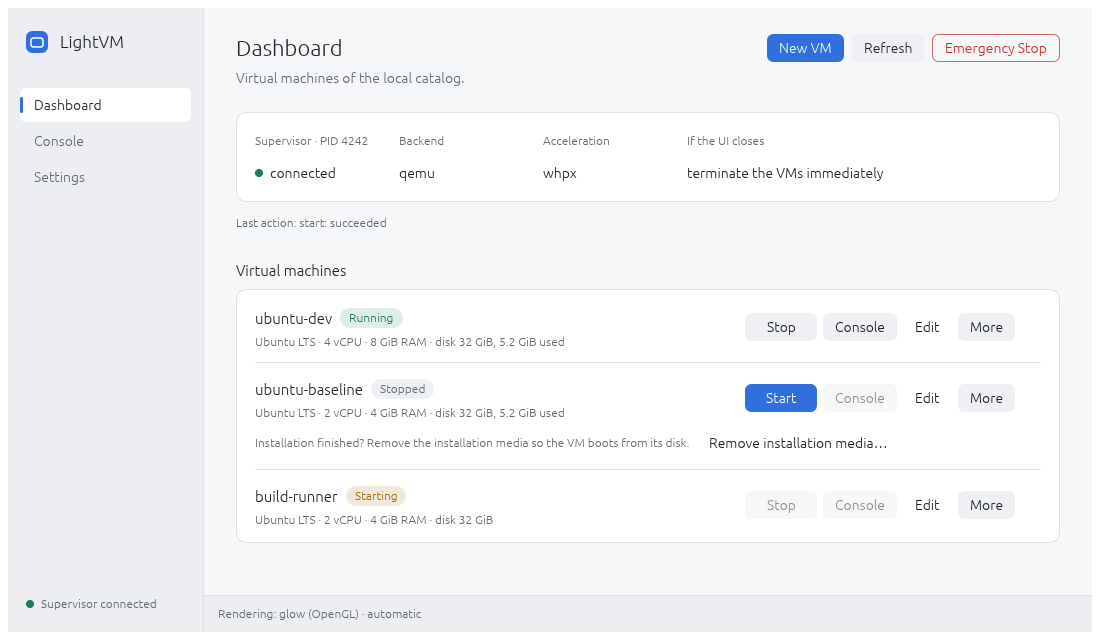 LightVM
Dashboard
Console
Settings
Supervisor connected
Dashboard
Virtual machines of the local catalog.
New VM
Refresh
Emergency Stop
Supervisor · PID 4242
Backend
Acceleration
If the UI closes
connected
qemu
whpx
terminate the VMs immediately
Last action: start: succeeded
Virtual machines
ubuntu-dev Running
Ubuntu LTS · 4 vCPU · 8 GiB RAM · disk 32 GiB, 5.2 GiB used
Stop
Console
Edit
More
ubuntu-baseline Stopped
Ubuntu LTS · 2 vCPU · 4 GiB RAM · disk 32 GiB, 5.2 GiB used
Start
Console
Edit
More
Installation finished? Remove the installation media so the VM boots from its disk.
Remove installation media…
build-runner Starting
Ubuntu LTS · 2 vCPU · 4 GiB RAM · disk 32 GiB
Stop
Console
Edit
More
Rendering: glow (OpenGL) · automatic